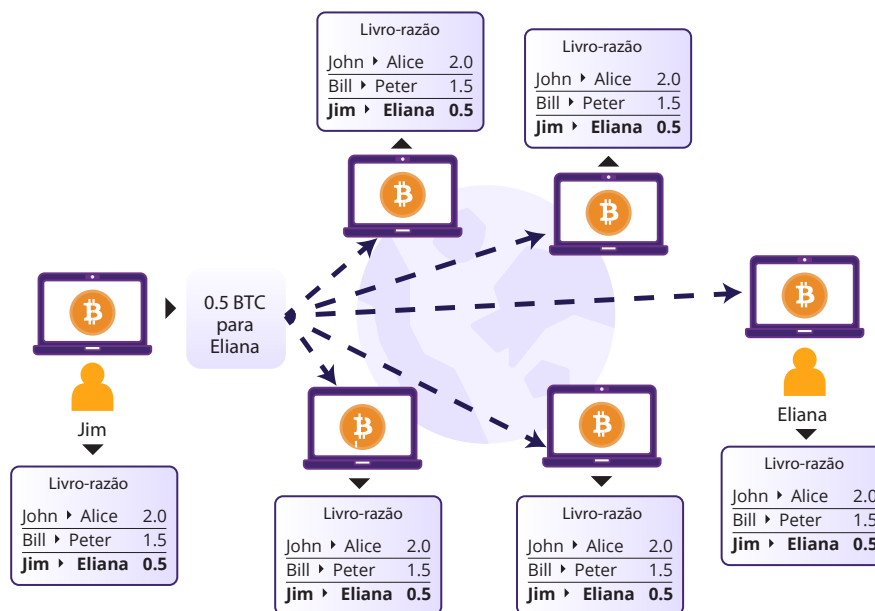 Livro-razão
John ‣ Alice 2.0
Bill ‣ Peter 1.5
Jim ‣ Eliana 0.5
Livro-razão
John ‣ Alice 2.0
Bill ‣ Peter 1.5
Jim ‣ Eliana 0.5
0.5 BTC
para
Eliana
Jim
Eliana
Livro-razão
John ‣ Alice 2.0
Bill ‣ Peter 1.5
Jim ‣ Eliana 0.5
Livro-razão
John ‣ Alice 2.0
Bill ‣ Peter 1.5
Jim ‣ Eliana 0.5
Livro-razão
John ‣ Alice 2.0
Bill ‣ Peter 1.5
Jim ‣ Eliana 0.5
Livro-razão
John ‣ Alice 2.0
Bill ‣ Peter 1.5
Jim ‣ Eliana 0.5